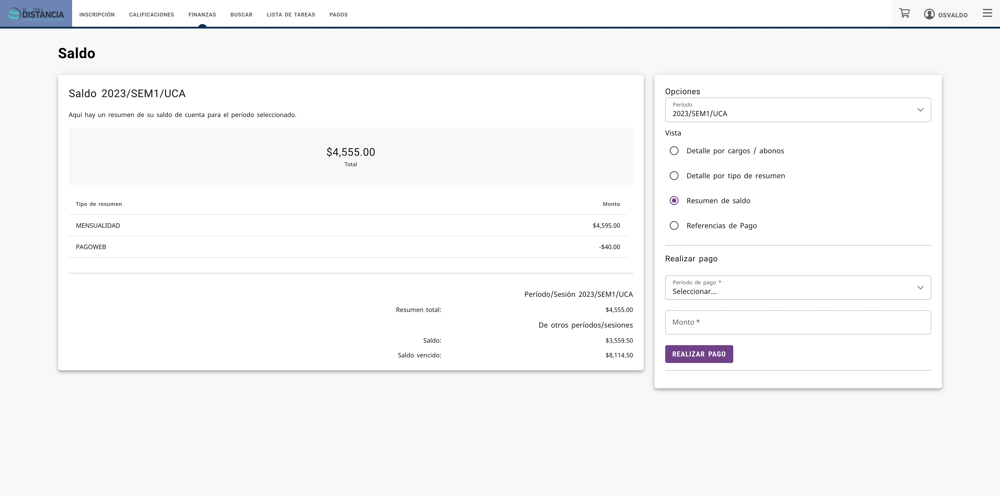 EDUCACIÓN A
DISTANCIA
UNIVERSIDAD CUAUHTÉMOC
INSCRIPCIÓN
CALIFICACIONES
FINANZAS
BUSCAR
LISTA DE TAREAS
PAGOS
OSVALDO
Saldo
Saldo 2023/SEM1/UCA
Aquí hay un resumen de su saldo de cuenta para el período seleccionado.
$4,555.00
Total
Tipo de resumen Monto
MENSUALIDAD $4,595.00
PAGOWEB -$40.00
Período/Sesión 2023/SEM1/UCA
Resumen total: $4,555.00
De otros períodos/sesiones
Saldo: $3,559.50
Saldo vencido: $8,114.50
Opciones
Período
2023/SEM1/UCA
Vista
Detalle por cargos / abonos
Detalle por tipo de resumen
Resumen de saldo
Referencias de Pago
Realizar pago
Período de pago *
Seleccionar...
Monto *
REALIZAR PAGO